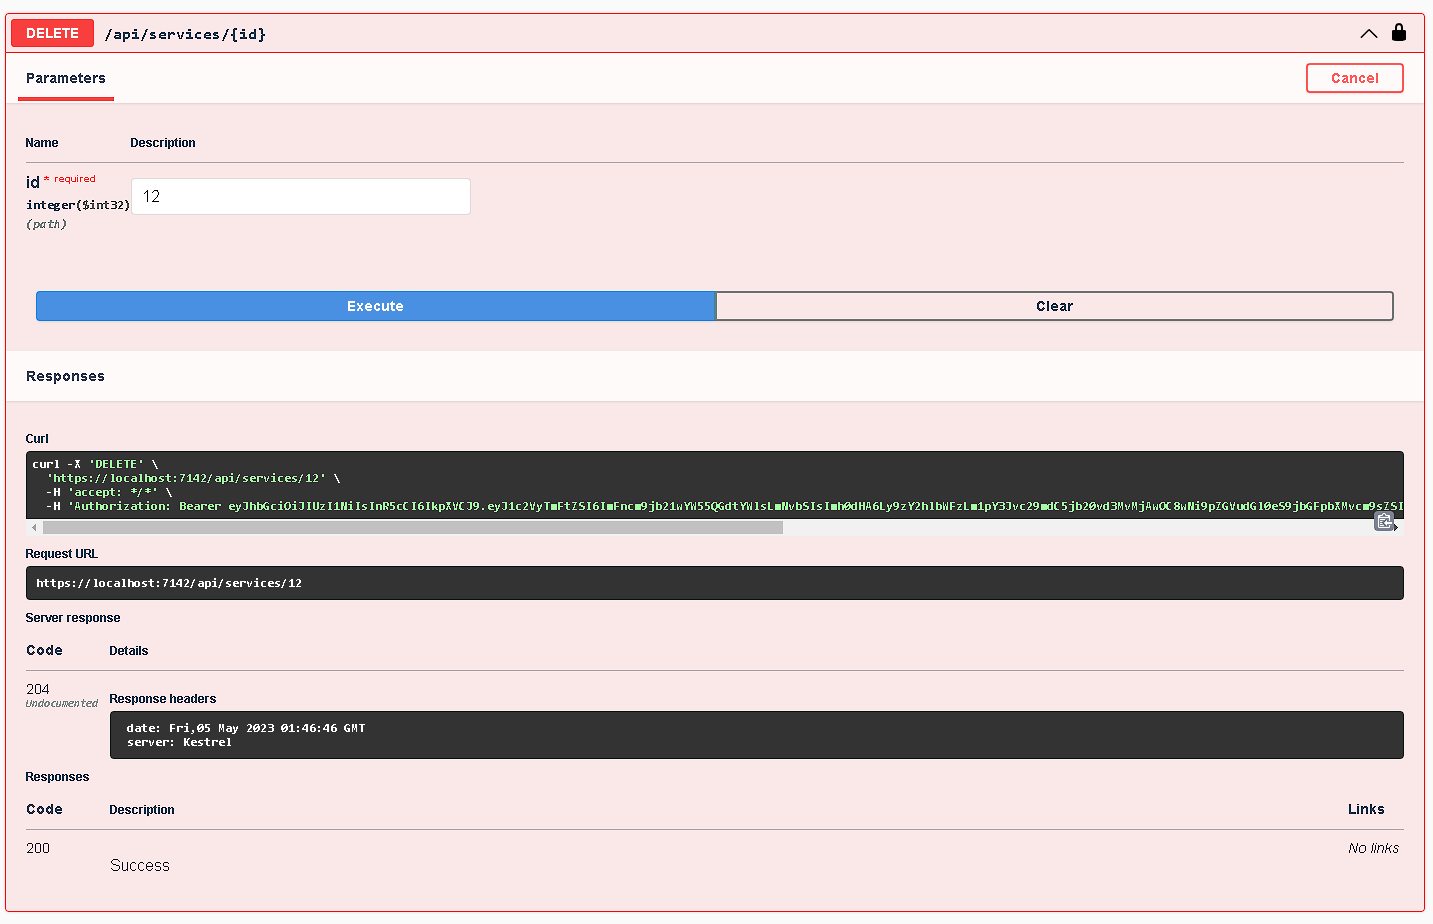 DELETE /api/services/{id}
Parameters
Cancel
Name Description
id * required
integer($int32)
(path)
12
Execute Clear
Responses
Curl
curl -X 'DELETE' \
'https://localhost:7142/api/services/12' \
-H 'accept: */*' \
-H 'Authorization: Bearer
Request URL
https://localhost:7142/api/services/12
Server response
Code Details
204
Undocumented
Response headers
date: Fri,05 May 2023 01:46:46 GMT
server: Kestrel
Responses
Code Description Links
200 No links
Success